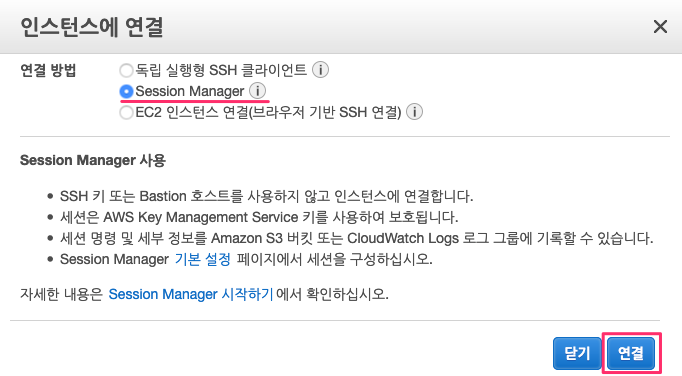 인스턴스에 연결
연결 방법
독립 실행형 SSH 클라이언트
Session Manager
EC2 인스턴스 연결(브라우저 기반 SSH 연결)
Session Manager 사용
• SSH 키 또는 Bastion 호스트를 사용하지 않고 인스턴스에 연결합니다.
• 세션은 AWS Key Management Service 키를 사용하여 보호됩니다.
• 세션 명령 및 세부 정보를 Amazon S3 버킷 또는 CloudWatch Logs 로그 그룹에 기록할 수 있습니다.
• Session Manager 기본 설정 페이지에서 세션을 구성하십시오.
자세한 내용은 Session Manager 시작하기에서 확인하십시오.
닫기 연결